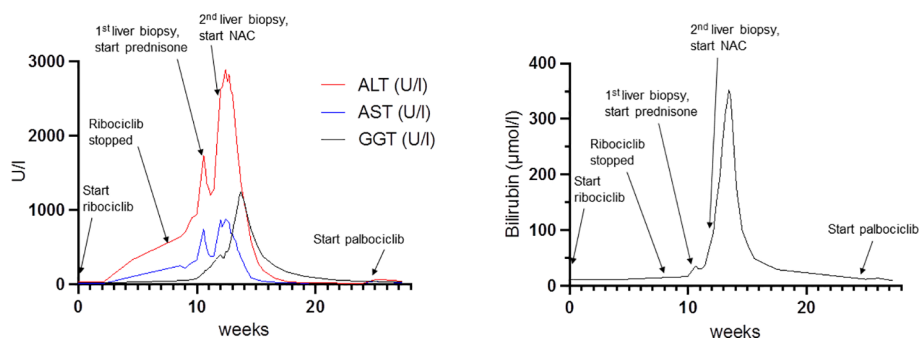 2nd liver biopsy,
start NAC
1st liver biopsy,
start prednisone
3000
2000
1000
0
U/l
ALT (U/l)
AST (U/l)
GGT (U/l)
Ribociclib
stopped
Start
ribociclib
Start palbociclib
0
10
20
weeks
2nd liver biopsy,
start NAC
400
300
200
100
0
Bilirubin (µmol/l)
1st liver biopsy,
start prednisone
Ribociclib
stopped
Start
ribociclib
Start palbociclib
0
10
20
weeks